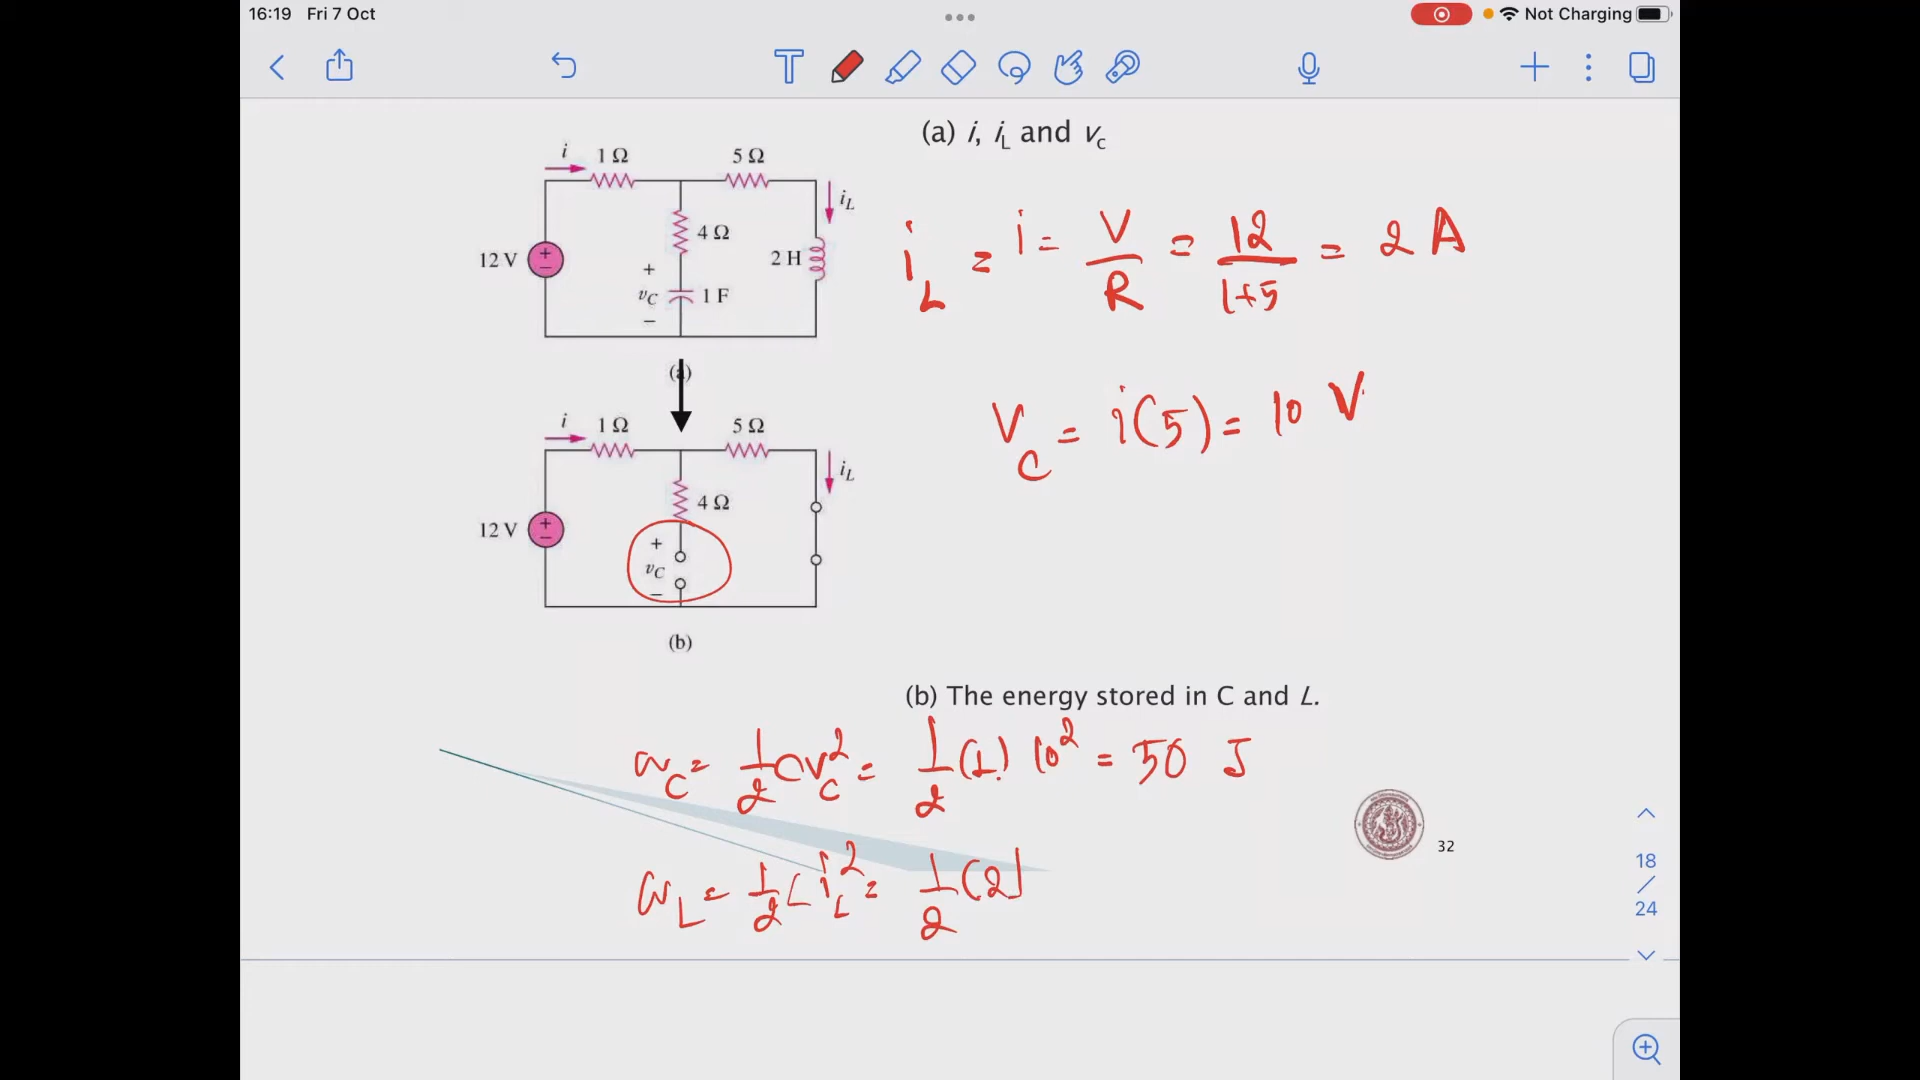 16:19 Fri 7 Oct
Not Charging
(a) i, iL and vc
i 1 Ω 5 Ω
iL
4 Ω
12 V
2 H
+
vC 1 F
−
(a)
iL = i = V/R = 12/(1+5) = 2 A
Vc = i(5) = 10 V
i 1 Ω 5 Ω
iL
4 Ω
12 V
+
vC
−
(b)
(b) The energy stored in C and L.
wC = 1/2 C vC² = 1/2 (1) 10² = 50 J
32
18
/
24
wL = 1/2 L iL² = 1/2 (2)